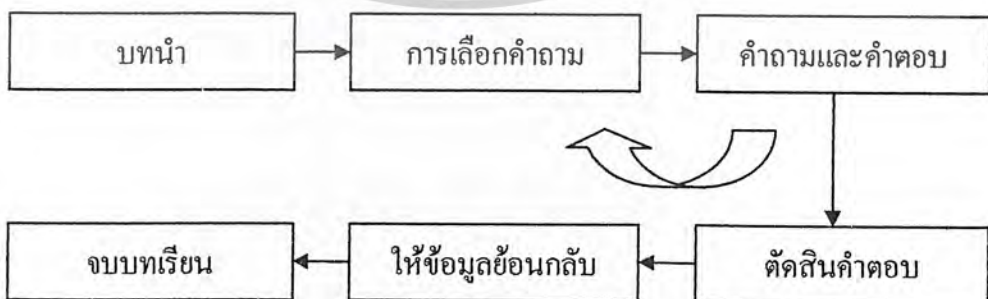 บทนำ
การเลือกคำถาม
คำถามและคำตอบ
ตัดสินคำตอบ
ให้ข้อมูลย้อนกลับ
จบบทเรียน